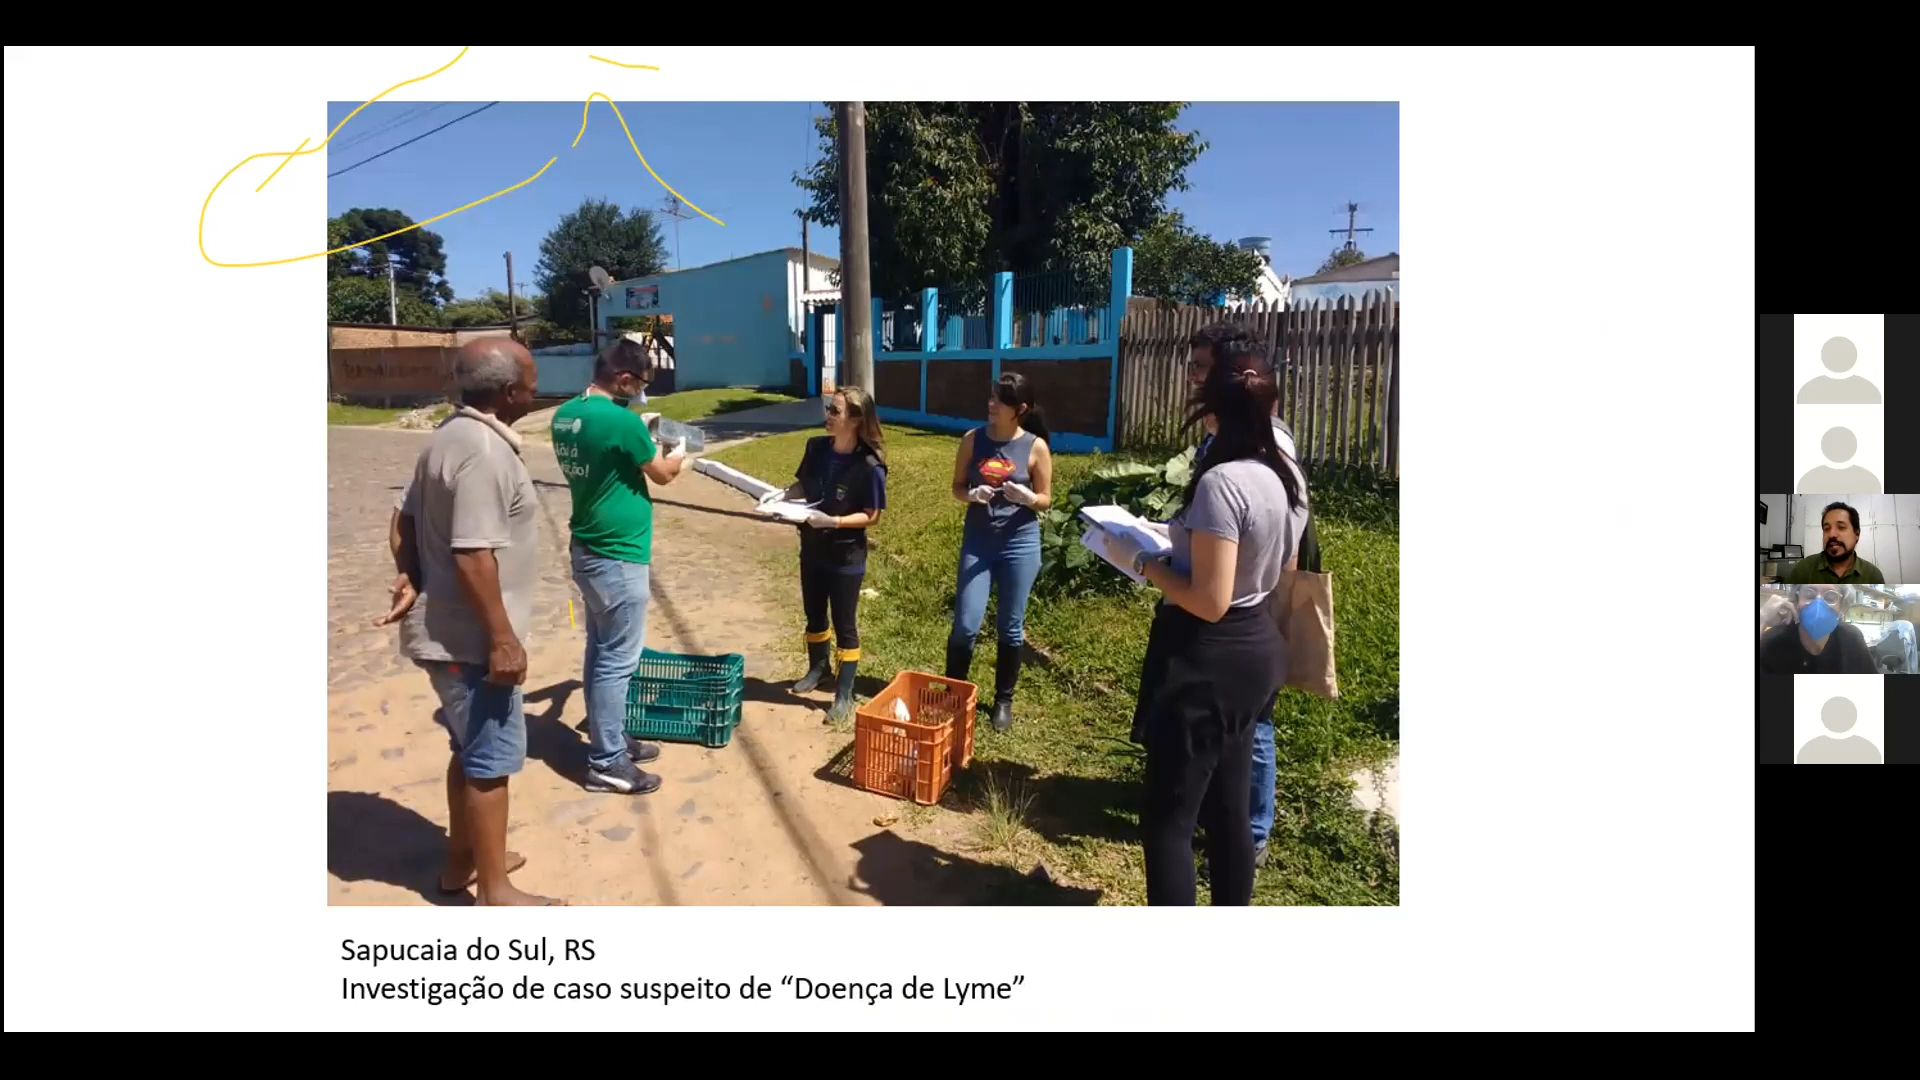 Sapucaia do Sul, RS
Investigação de caso suspeito de “Doença de Lyme”